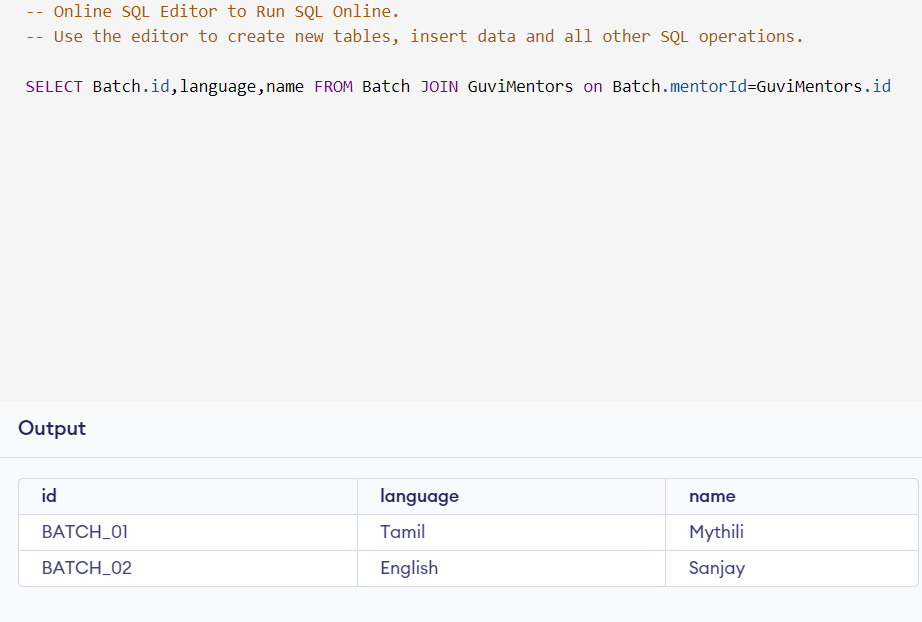 -- Online SQL Editor to Run SQL Online.
-- Use the editor to create new tables, insert data and all other SQL operations.
SELECT Batch.id,language,name FROM Batch JOIN GuviMentors on Batch.mentorId=GuviMentors.id
Output
id language name
BATCH_01 Tamil Mythili
BATCH_02 English Sanjay